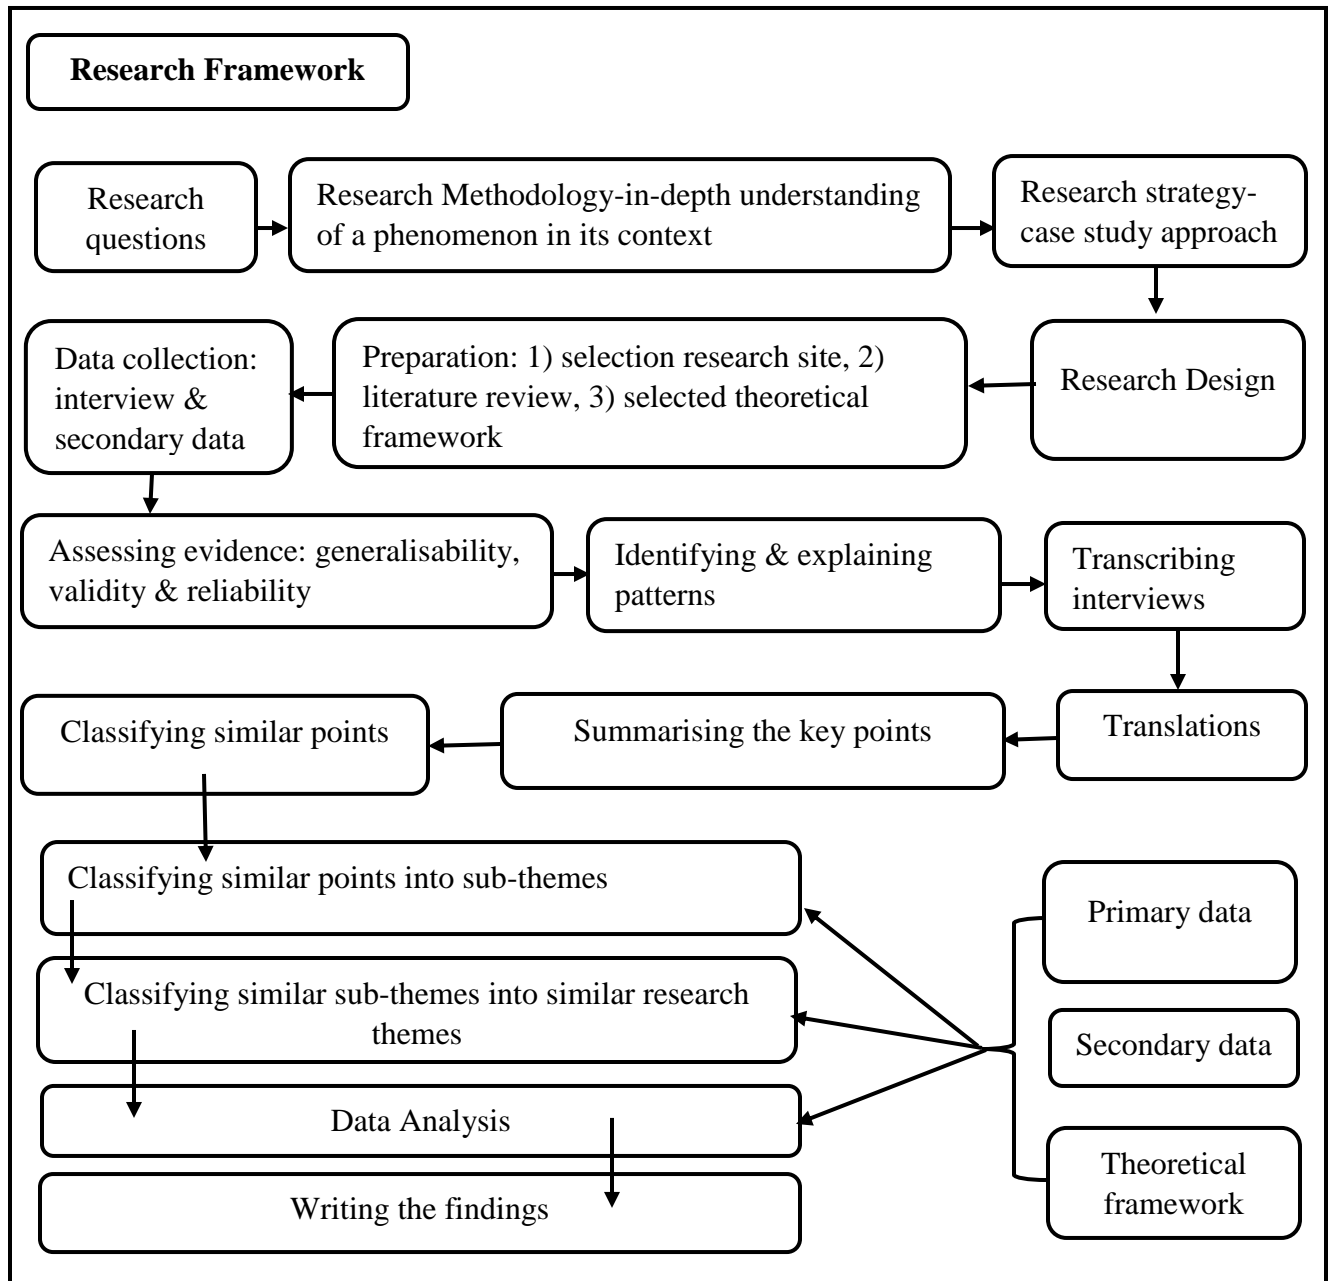 Research Framework
Research
questions
Research Methodology-in-depth understanding
of a phenomenon in its context
Research strategy-
case study approach
Data collection:
interview &
secondary data
Preparation: 1) selection research site, 2)
literature review, 3) selected theoretical
framework
Research Design
Assessing evidence: generalisability,
validity & reliability
Identifying & explaining
patterns
Transcribing
interviews
Classifying similar points
Summarising the key points
Translations
Classifying similar points into sub-themes
Classifying similar sub-themes into similar research
themes
Data Analysis
Writing the findings
Primary data
Secondary data
Theoretical
framework